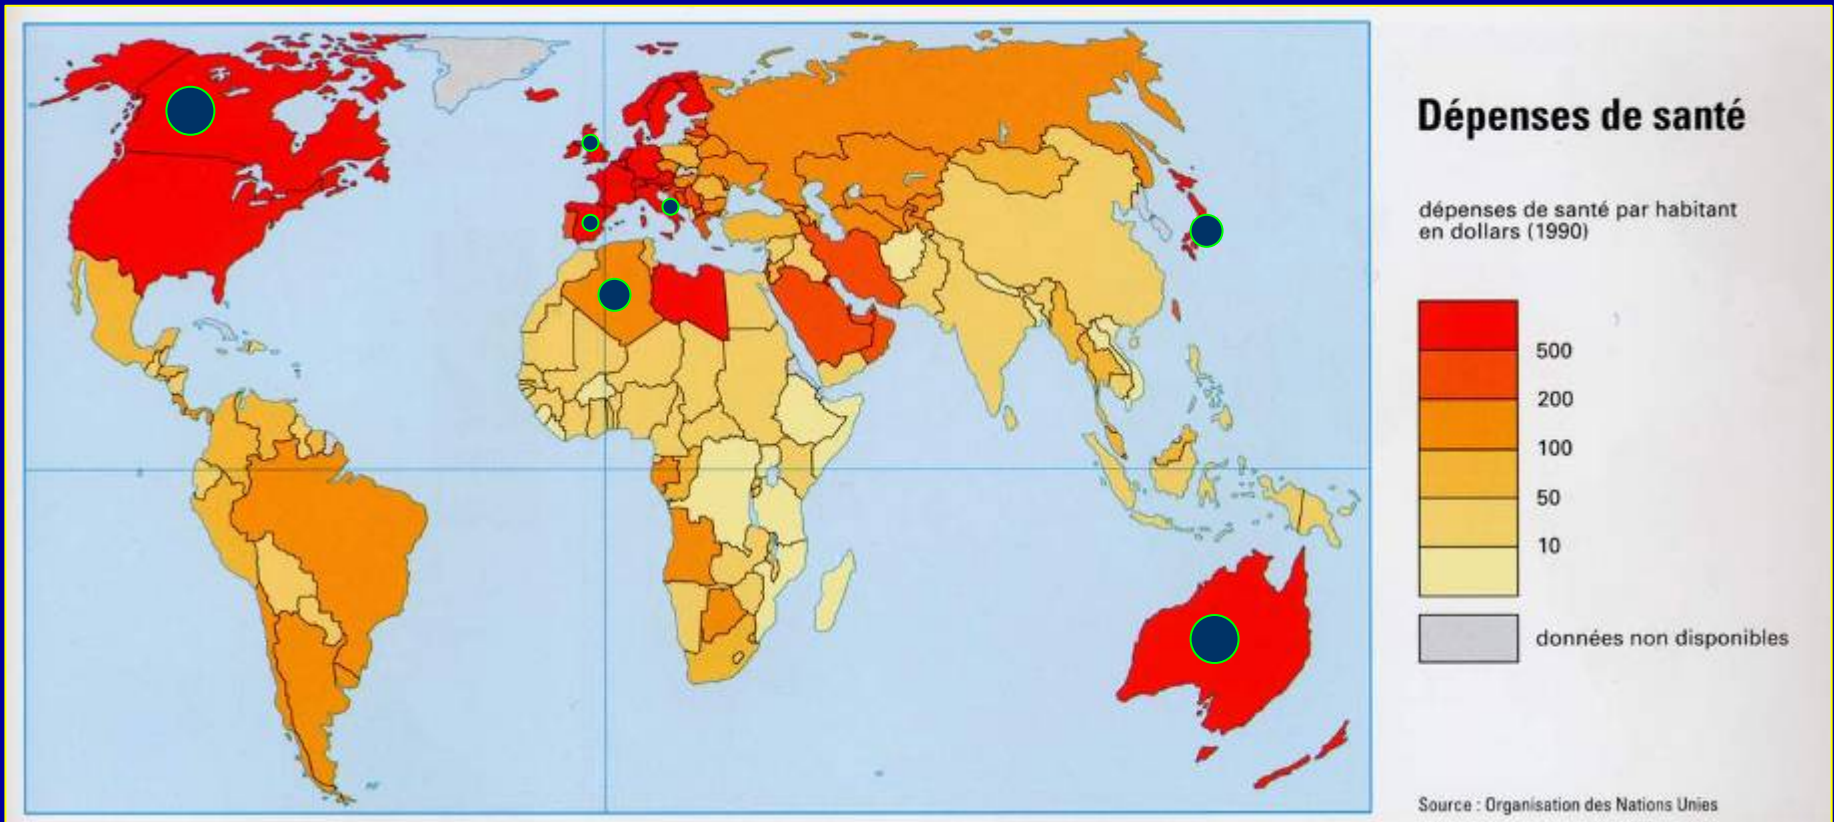 Dépenses de santé
dépenses de santé par habitant
en dollars (1990)
500
200
100
50
10
données non disponibles
Source : Organisation des Nations Unies